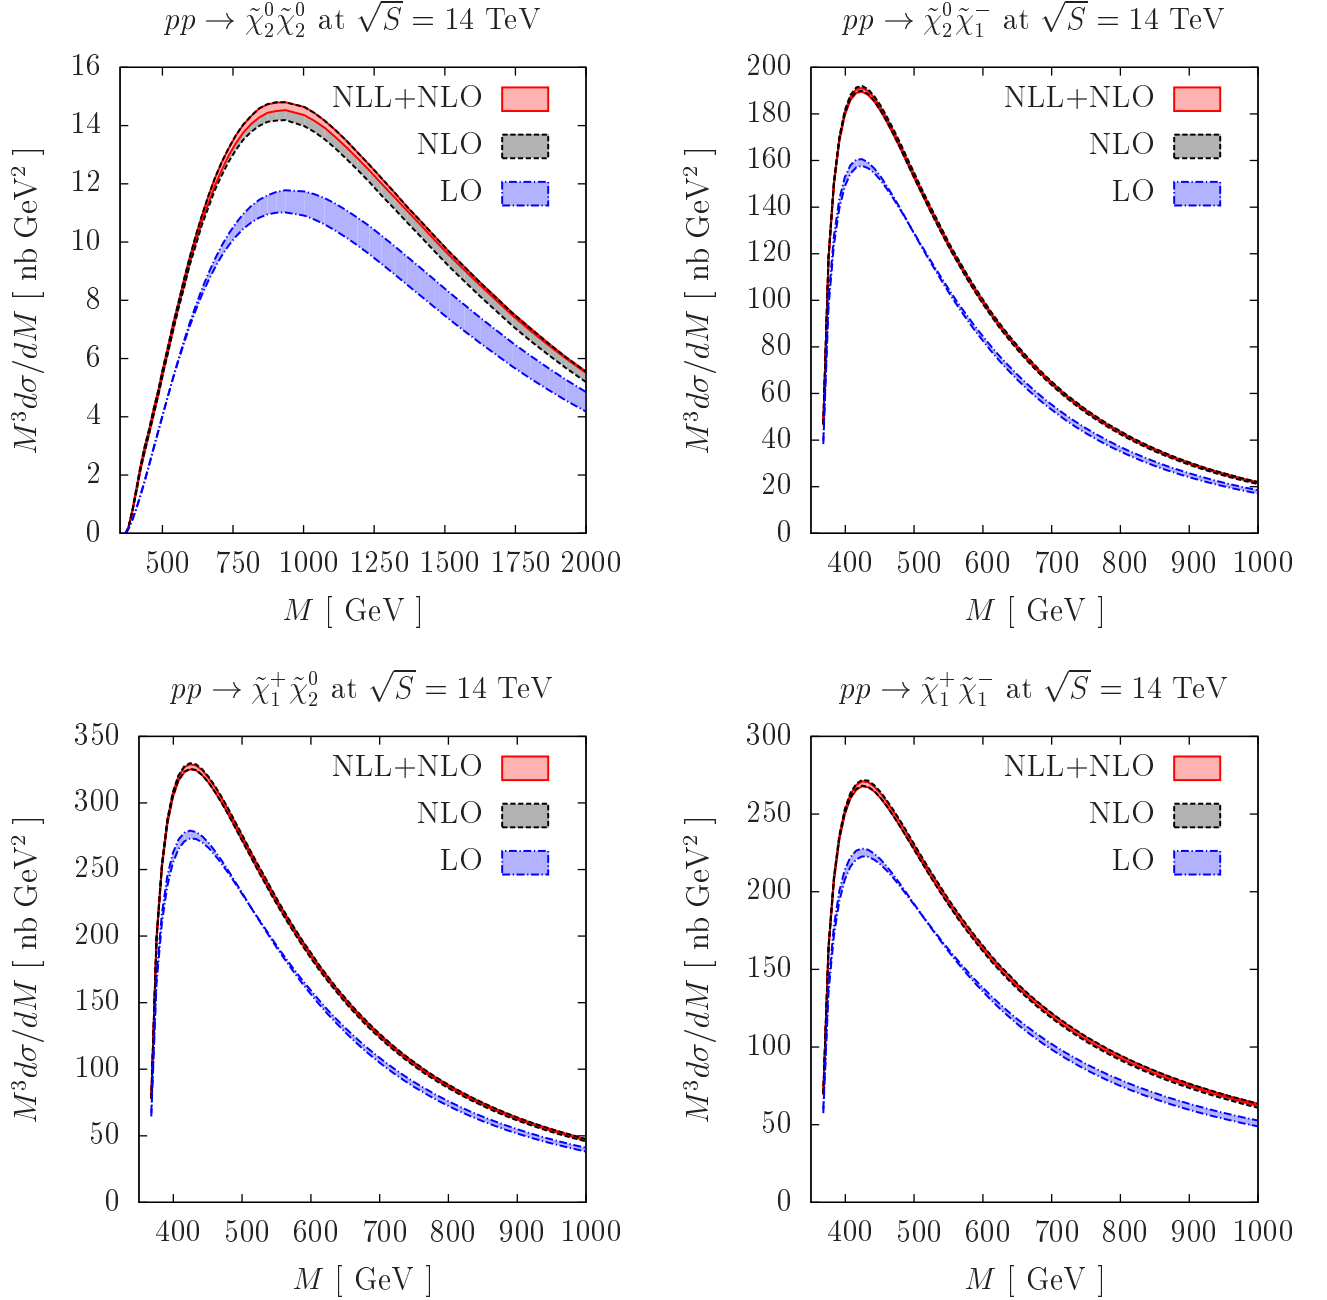 pp → χ̃⁰₂χ̃⁰₂ at √S = 14 TeV
M³dσ/dM [ nb GeV² ]
16
14
12
10
8
6
4
2
0
NLL+NLO
NLO
LO
500 750 1000 1250 1500 1750 2000
M [ GeV ]
pp → χ̃⁰₂χ̃⁻₁ at √S = 14 TeV
M³dσ/dM [ nb GeV² ]
200
180
160
140
120
100
80
60
40
20
0
NLL+NLO
NLO
LO
400 500 600 700 800 900 1000
M [ GeV ]
pp → χ̃⁺₁χ̃⁰₂ at √S = 14 TeV
M³dσ/dM [ nb GeV² ]
350
300
250
200
150
100
50
0
NLL+NLO
NLO
LO
400 500 600 700 800 900 1000
M [ GeV ]
pp → χ̃⁺₁χ̃⁻₁ at √S = 14 TeV
M³dσ/dM [ nb GeV² ]
300
250
200
150
100
50
0
NLL+NLO
NLO
LO
400 500 600 700 800 900 1000
M [ GeV ]